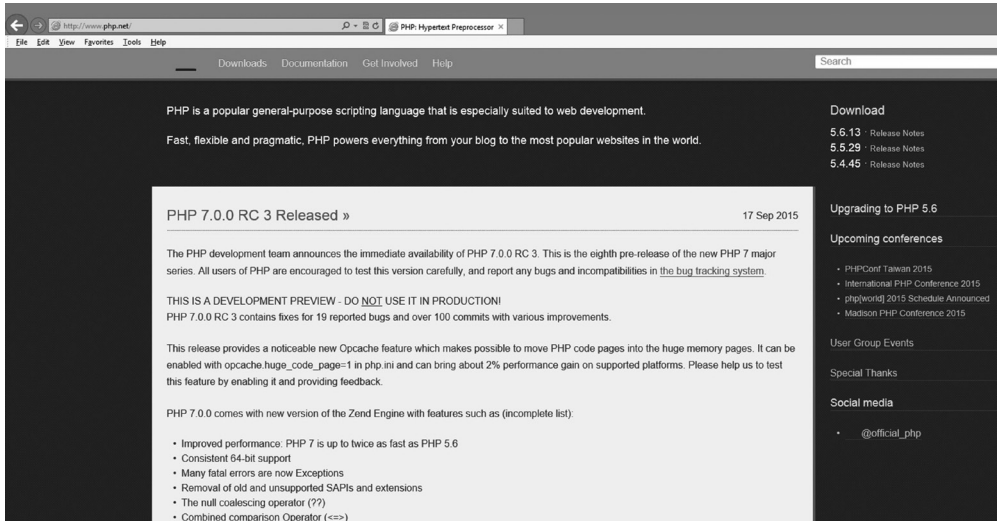 http://www.php.net/
PHP: Hypertext Preprocessor
File Edit View Favorites Tools Help
Downloads Documentation Get Involved Help
Search
PHP is a popular general-purpose scripting language that is especially suited to web development.
Fast, flexible and pragmatic, PHP powers everything from your blog to the most popular websites in the world.
PHP 7.0.0 RC 3 Released »
17 Sep 2015
The PHP development team announces the immediate availability of PHP 7.0.0 RC 3. This is the eighth pre-release of the new PHP 7 major
series. All users of PHP are encouraged to test this version carefully, and report any bugs and incompatibilities in the bug tracking system.
THIS IS A DEVELOPMENT PREVIEW - DO NOT USE IT IN PRODUCTION!
PHP 7.0.0 RC 3 contains fixes for 19 reported bugs and over 100 commits with various improvements.
This release provides a noticeable new Opcache feature which makes possible to move PHP code pages into the huge memory pages. It can be
enabled with opcache.huge_code_page=1 in php.ini and can bring about 2% performance gain on supported platforms. Please help us to test
this feature by enabling it and providing feedback.
PHP 7.0.0 comes with new version of the Zend Engine with features such as (incomplete list):
• Improved performance: PHP 7 is up to twice as fast as PHP 5.6
• Consistent 64-bit support
• Many fatal errors are now Exceptions
• Removal of old and unsupported SAPIs and extensions
• The null coalescing operator (??)
• Combined comparison Operator (<=>)
Download
5.6.13 · Release Notes
5.5.29 · Release Notes
5.4.45 · Release Notes
Upgrading to PHP 5.6
Upcoming conferences
• PHPConf Taiwan 2015
• International PHP Conference 2015
• php[world] 2015 Schedule Announced
• Madison PHP Conference 2015
User Group Events
Special Thanks
Social media
• @official_php